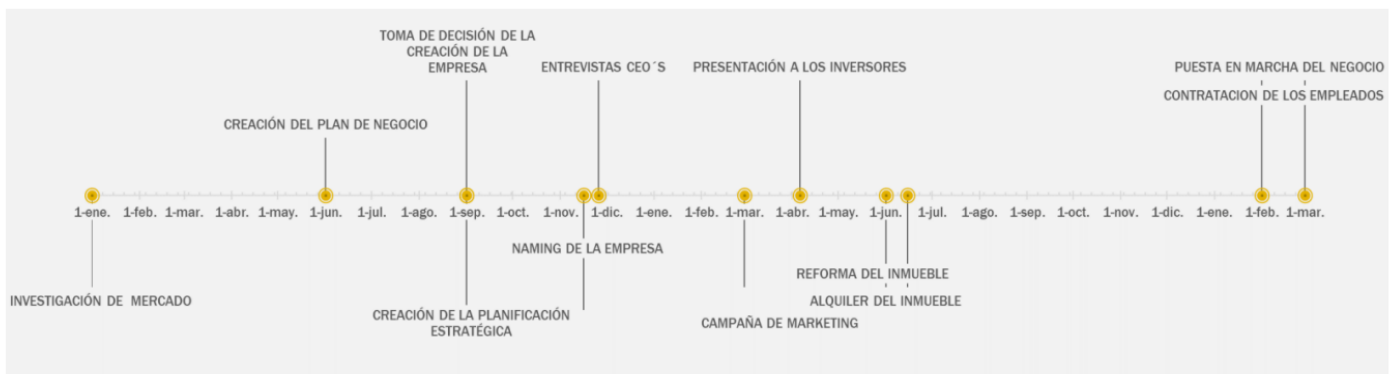 TOMA DE DECISIÓN DE LA
CREACIÓN DE LA
EMPRESA
ENTREVISTAS CEO´S
PRESENTACIÓN A LOS INVERSORES
PUESTA EN MARCHA DEL NEGOCIO
CONTRATACION DE LOS EMPLEADOS
CREACIÓN DEL PLAN DE NEGOCIO
1-ene. 1-feb. 1-mar. 1-abr. 1-may. 1-jun. 1-jul. 1-ago. 1-sep. 1-oct. 1-nov. 1-dic. 1-ene. 1-feb. 1-mar. 1-abr. 1-may. 1-jun. 1-jul. 1-ago. 1-sep. 1-oct. 1-nov. 1-dic. 1-ene. 1-feb. 1-mar.
NAMING DE LA EMPRESA
REFORMA DEL INMUEBLE
INVESTIGACIÓN DE MERCADO
ALQUILER DEL INMUEBLE
CREACIÓN DE LA PLANIFICACIÓN
ESTRATÉGICA
CAMPAÑA DE MARKETING